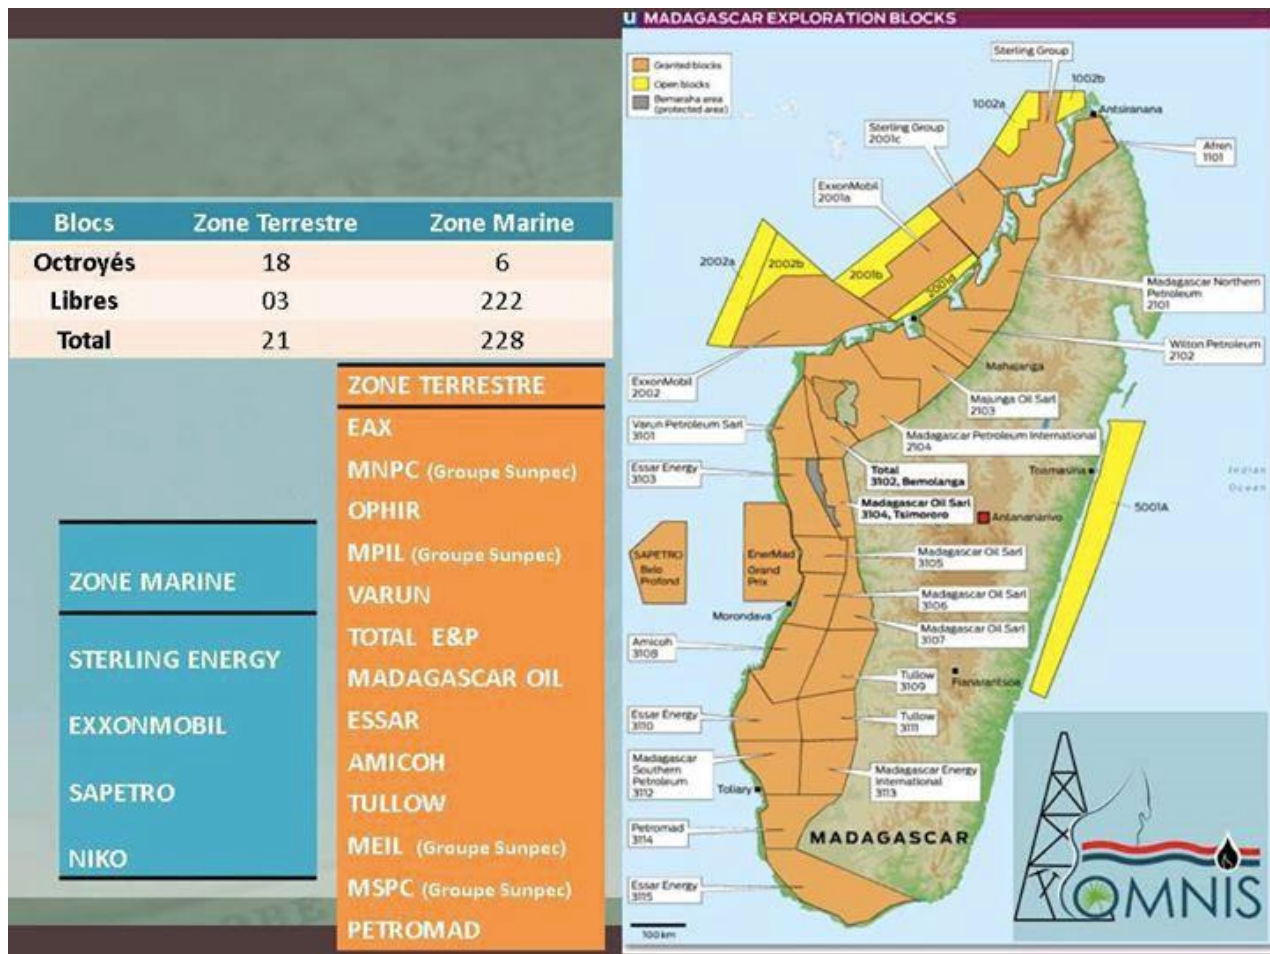 Blocs Zone Terrestre Zone Marine
Octroyés 18 6
Libres 03 222
Total 21 228
ZONE MARINE
STERLING ENERGY
EXXONMOBIL
SAPETRO
NIKO
ZONE TERRESTRE
EAX
MNPC (Groupe Sunpec)
OPHIR
MPIL (Groupe Sunpec)
VARUN
TOTAL E&P
MADAGASCAR OIL
ESSAR
AMICOH
TULLOW
MEIL (Groupe Sunpec)
MSPC (Groupe Sunpec)
PETROMAD
u MADAGASCAR EXPLORATION BLOCKS
Granted blocks
Open blocks
Bemaraha area
(protected area)
Sterling Group
1002b
1002a
Antsiranana
Sterling Group
2001c
Afren
1101
ExxonMobil
2001a
2002a
2002b
2001b
2001d
Madagascar Northern
Petroleum
2101
Wilton Petroleum
2102
Mahajanga
ExxonMobil
2002
Majunga Oil Sarl
2103
Varun Petroleum Sarl
3101
Madagascar Petroleum International
2104
Essar Energy
3103
Total
3102, Bemolanga
Toamasina
Indian
Ocean
Madagascar Oil Sarl
3104, Tsimororo
Antananarivo
5001A
SAPETRO
Belo
Profond
EnerMad
Grand
Prix
Madagascar Oil Sarl
3105
Madagascar Oil Sarl
3106
Morondava
Madagascar Oil Sarl
3107
Amicoh
3108
Tullow
3109
Fianarantsoa
Essar Energy
3110
Tullow
3111
Madagascar
Southern
Petroleum
3112
Madagascar Energy
International
3113
Toliary
Petromad
3114
MADAGASCAR
Essar Energy
3115
100 km
OMNIS